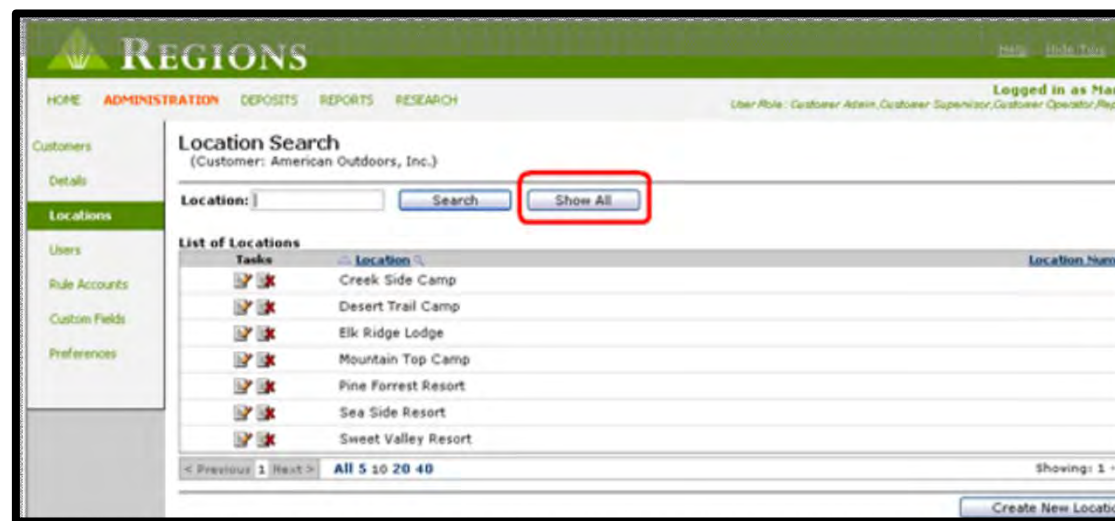 REGIONS
Help Hide Tips
HOME ADMINISTRATION DEPOSITS REPORTS RESEARCH
Logged in as Mar
User Role: Customer Admin,Customer Supervisor,Customer Operator,Rep
Customers
Details
Locations
Users
Rule Accounts
Custom Fields
Preferences
Location Search
(Customer: American Outdoors, Inc.)
Location: Search Show All
List of Locations
Tasks Location Location Num
Creek Side Camp
Desert Trail Camp
Elk Ridge Lodge
Mountain Top Camp
Pine Forrest Resort
Sea Side Resort
Sweet Valley Resort
< Previous 1 Next > All 5 10 20 40 Showing: 1 -
Create New Locatio